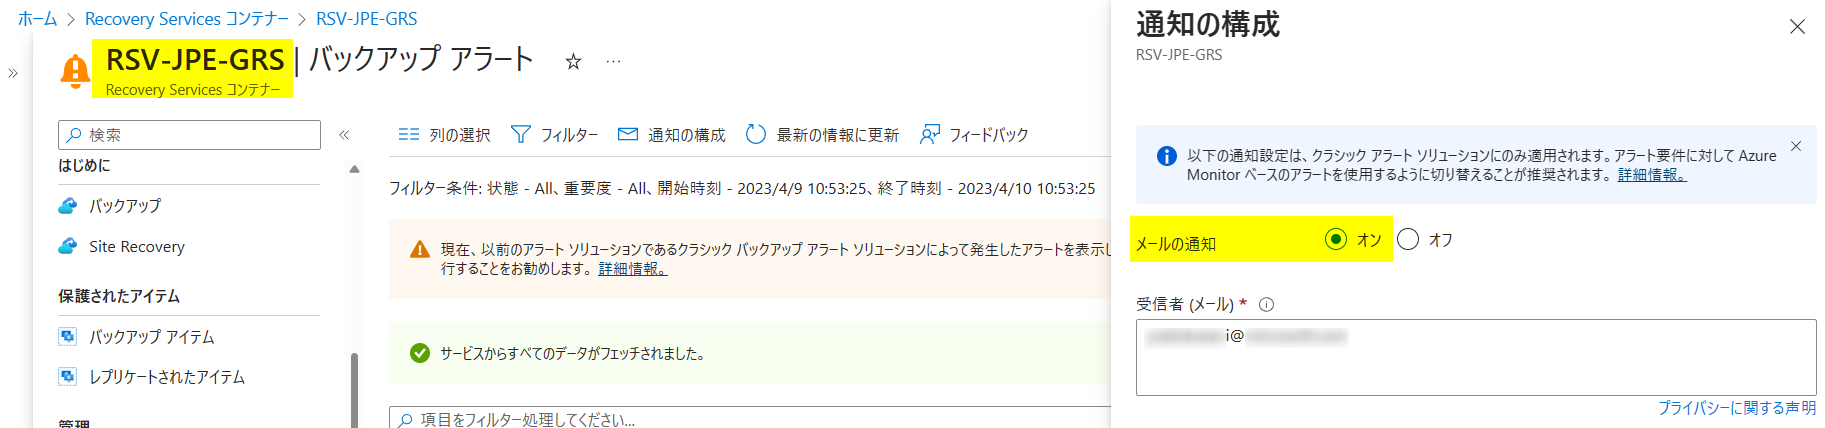 ホーム > Recovery Services コンテナー > RSV-JPE-GRS
»
RSV-JPE-GRS | バックアップ アラート ☆ …
Recovery Services コンテナー
検索
«
はじめに
バックアップ
Site Recovery
保護されたアイテム
バックアップ アイテム
レプリケートされたアイテム
管理
列の選択 フィルター 通知の構成 最新の情報に更新 フィードバック
フィルター条件: 状態 - All、重要度 - All、開始時刻 - 2023/4/9 10:53:25、終了時刻 - 2023/4/10 10:53:25
現在、以前のアラート ソリューションであるクラシック バックアップ アラート ソリューションによって発生したアラートを表示し
行することをお勧めします。 詳細情報。
サービスからすべてのデータがフェッチされました。
項目をフィルター処理してください...
通知の構成
RSV-JPE-GRS
以下の通知設定は、クラシック アラート ソリューションにのみ適用されます。アラート要件に対して Azure
Monitor ベースのアラートを使用するように切り替えることが推奨されます。 詳細情報。
メールの通知 オン オフ
受信者 (メール) *
i@
プライバシーに関する声明